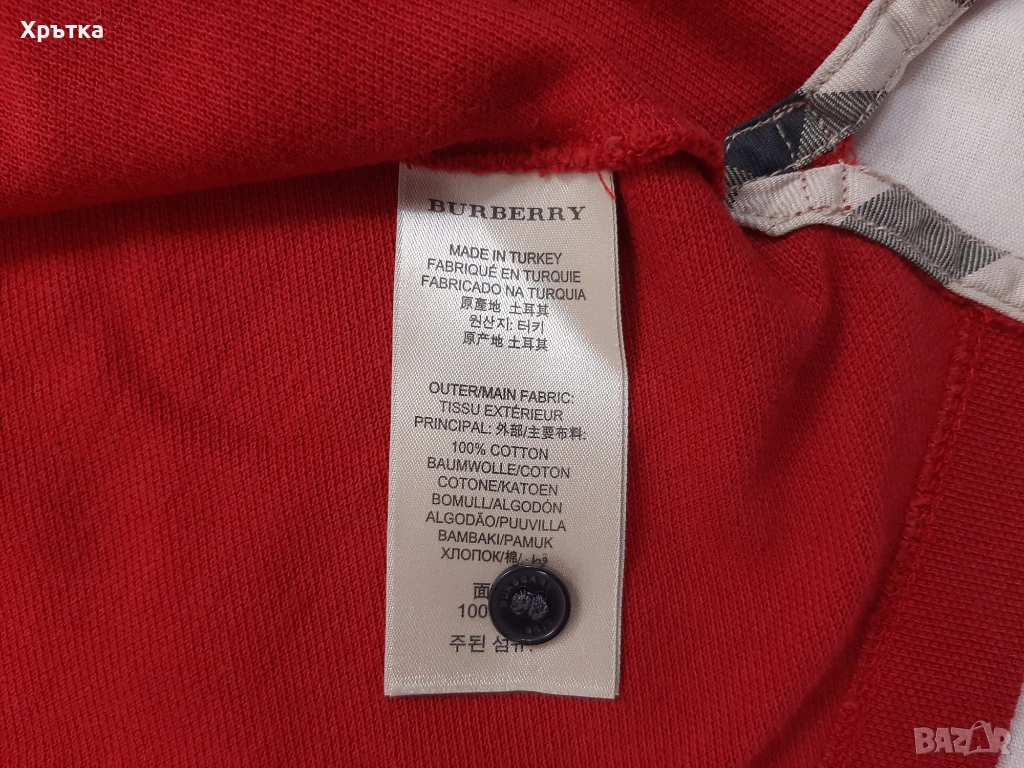 Хрътка
BURBERRY
MADE IN TURKEY
FABRIQUÉ EN TURQUIE
FABRICADO NA TURQUIA
原產地 土耳其
원산지: 터키
原产地 土耳其
OUTER/MAIN FABRIC:
TISSU EXTÉRIEUR
PRINCIPAL: 外部/主要布料:
100% COTTON
BAUMWOLLE/COTON
COTONE/KATOEN
BOMULL/ALGODÓN
ALGODÃO/PUUVILLA
BAMBAKI/PAMUK
ХЛОПОК/棉/
面
100
주된 섬유:
BAZAR